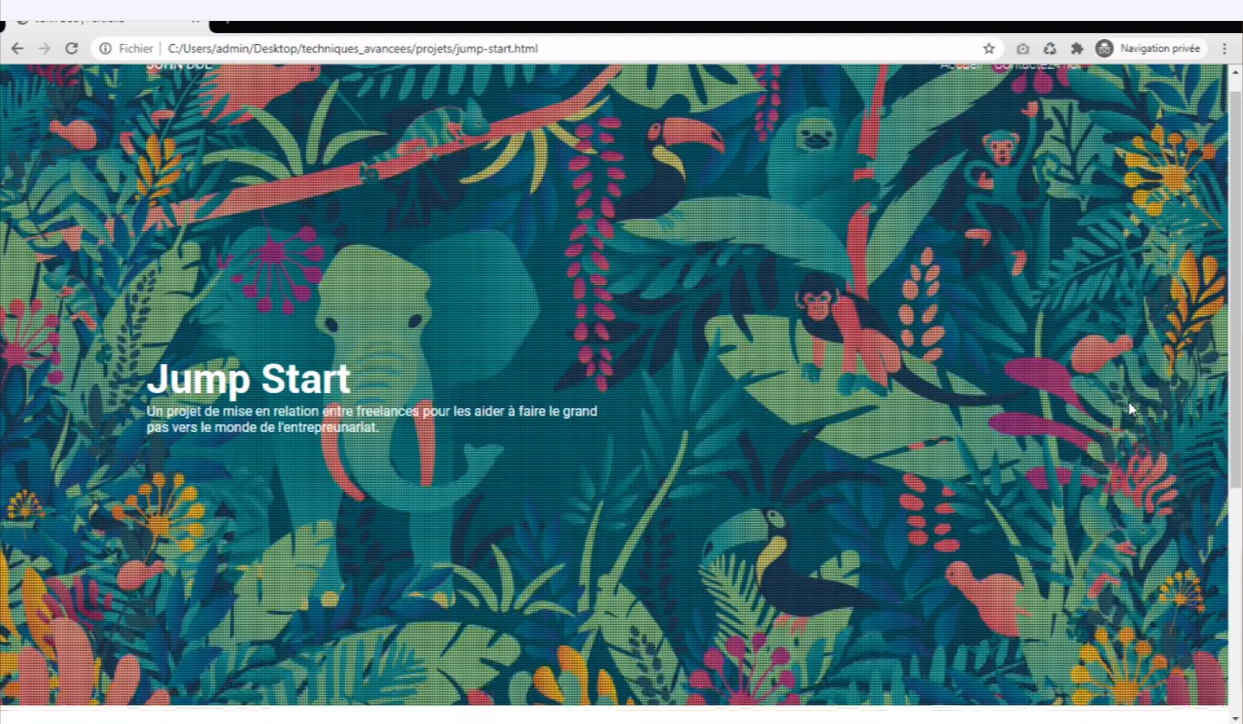 Fichier | C:/Users/admin/Desktop/techniques_avancees/projets/jump-start.html
Navigation privée
JOHN DOE
Accueil Contactez-moi
Jump Start
Un projet de mise en relation entre freelances pour les aider à faire le grand
pas vers le monde de l'entrepreunariat.